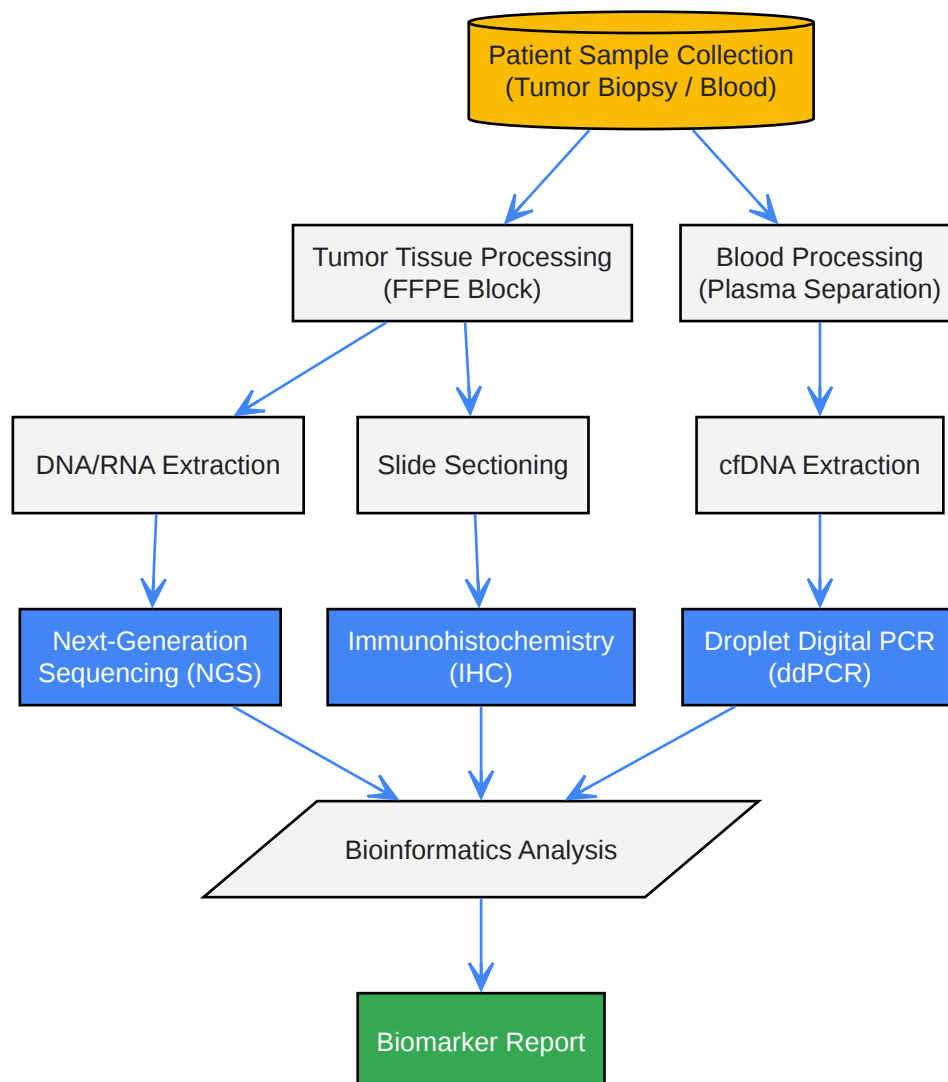 Patient Sample Collection
(Tumor Biopsy / Blood)
Tumor Tissue Processing
(FFPE Block)
Blood Processing
(Plasma Separation)
DNA/RNA Extraction
Slide Sectioning
cfDNA Extraction
Next-Generation
Sequencing (NGS)
Immunohistochemistry
(IHC)
Droplet Digital PCR
(ddPCR)
Bioinformatics Analysis
Biomarker Report